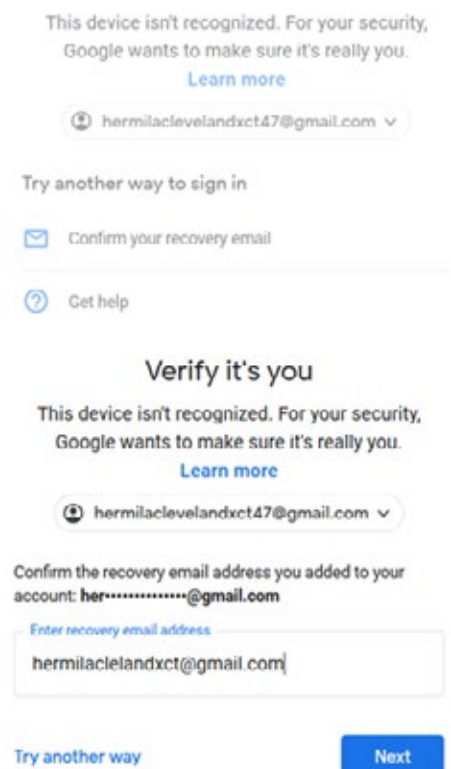 This device isn't recognized. For your security,
Google wants to make sure it's really you.
Learn more
hermilaclevelandxct47@gmail.com
Try another way to sign in
Confirm your recovery email
Get help
Verify it's you
This device isn't recognized. For your security,
Google wants to make sure it's really you.
Learn more
hermilaclevelandxct47@gmail.com
Confirm the recovery email address you added to your
account: her••••••••••••••@gmail.com
Enter recovery email address
hermilaclelandxct@gmail.com
Try another way
Next